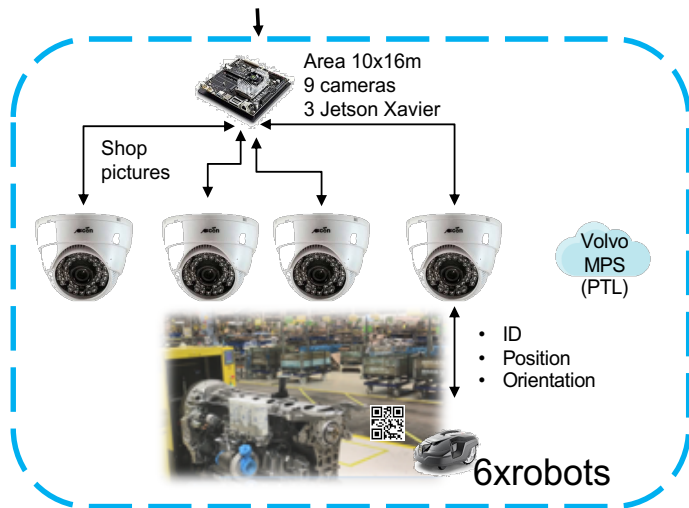 Area 10x16m
9 cameras
3 Jetson Xavier
Shop
pictures
Volvo
MPS
(PTL)
• ID
• Position
• Orientation
6xrobots